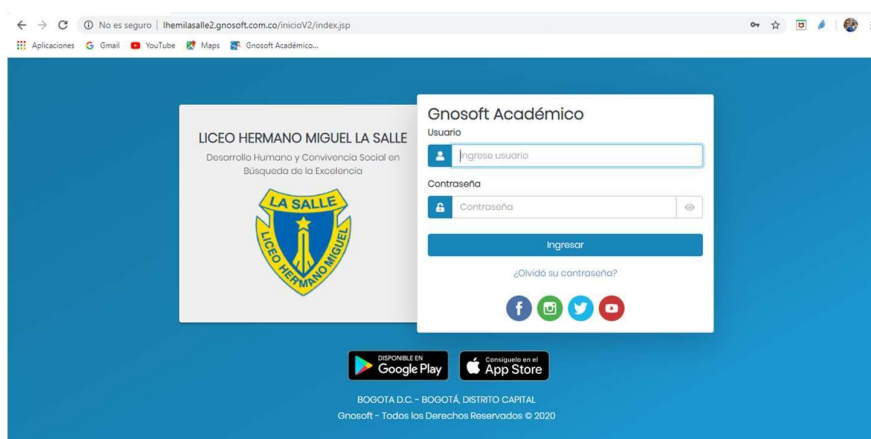 No es seguro | lhemilasalle2.gnosoft.com.co/inicioV2/index.jsp
Aplicaciones Gmail YouTube Maps Gnosoft Académico...
LICEO HERMANO MIGUEL LA SALLE
Desarrollo Humano y Convivencia Social en
Búsqueda de la Excelencia
LA SALLE
LICEO HERMANO MIGUEL
Gnosoft Académico
Usuario
Ingrese usuario
Contraseña
Contraseña
Ingresar
¿Olvidó su contraseña?
DISPONIBLE EN
Google Play
Consíguelo en el
App Store
BOGOTA D.C. - BOGOTÁ, DISTRITO CAPITAL
Gnosoft - Todos los Derechos Reservados © 2020